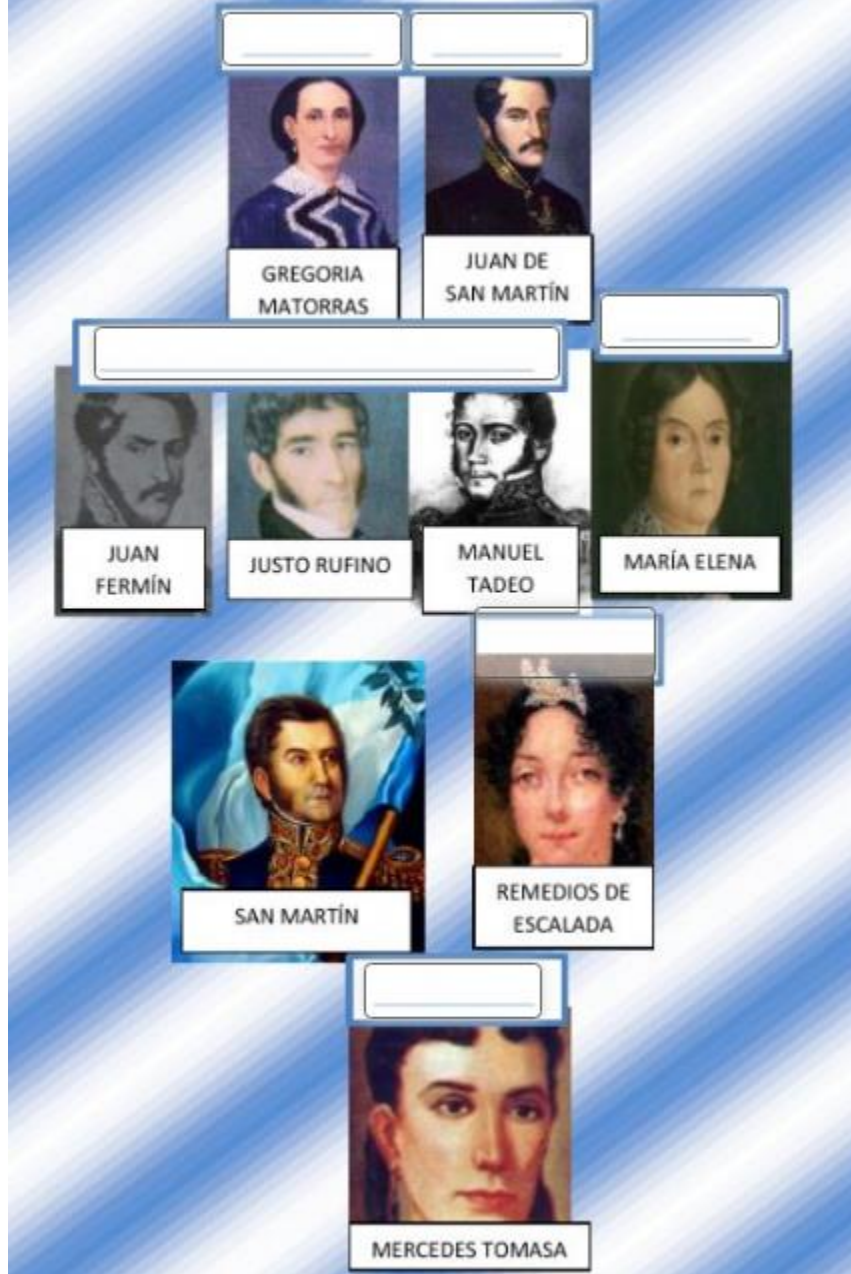 GREGORIA
MATORRAS
JUAN DE
SAN MARTÍN
JUAN
FERMÍN
JUSTO RUFINO
MANUEL
TADEO
MARÍA ELENA
SAN MARTÍN
REMEDIOS DE
ESCALADA
MERCEDES TOMASA